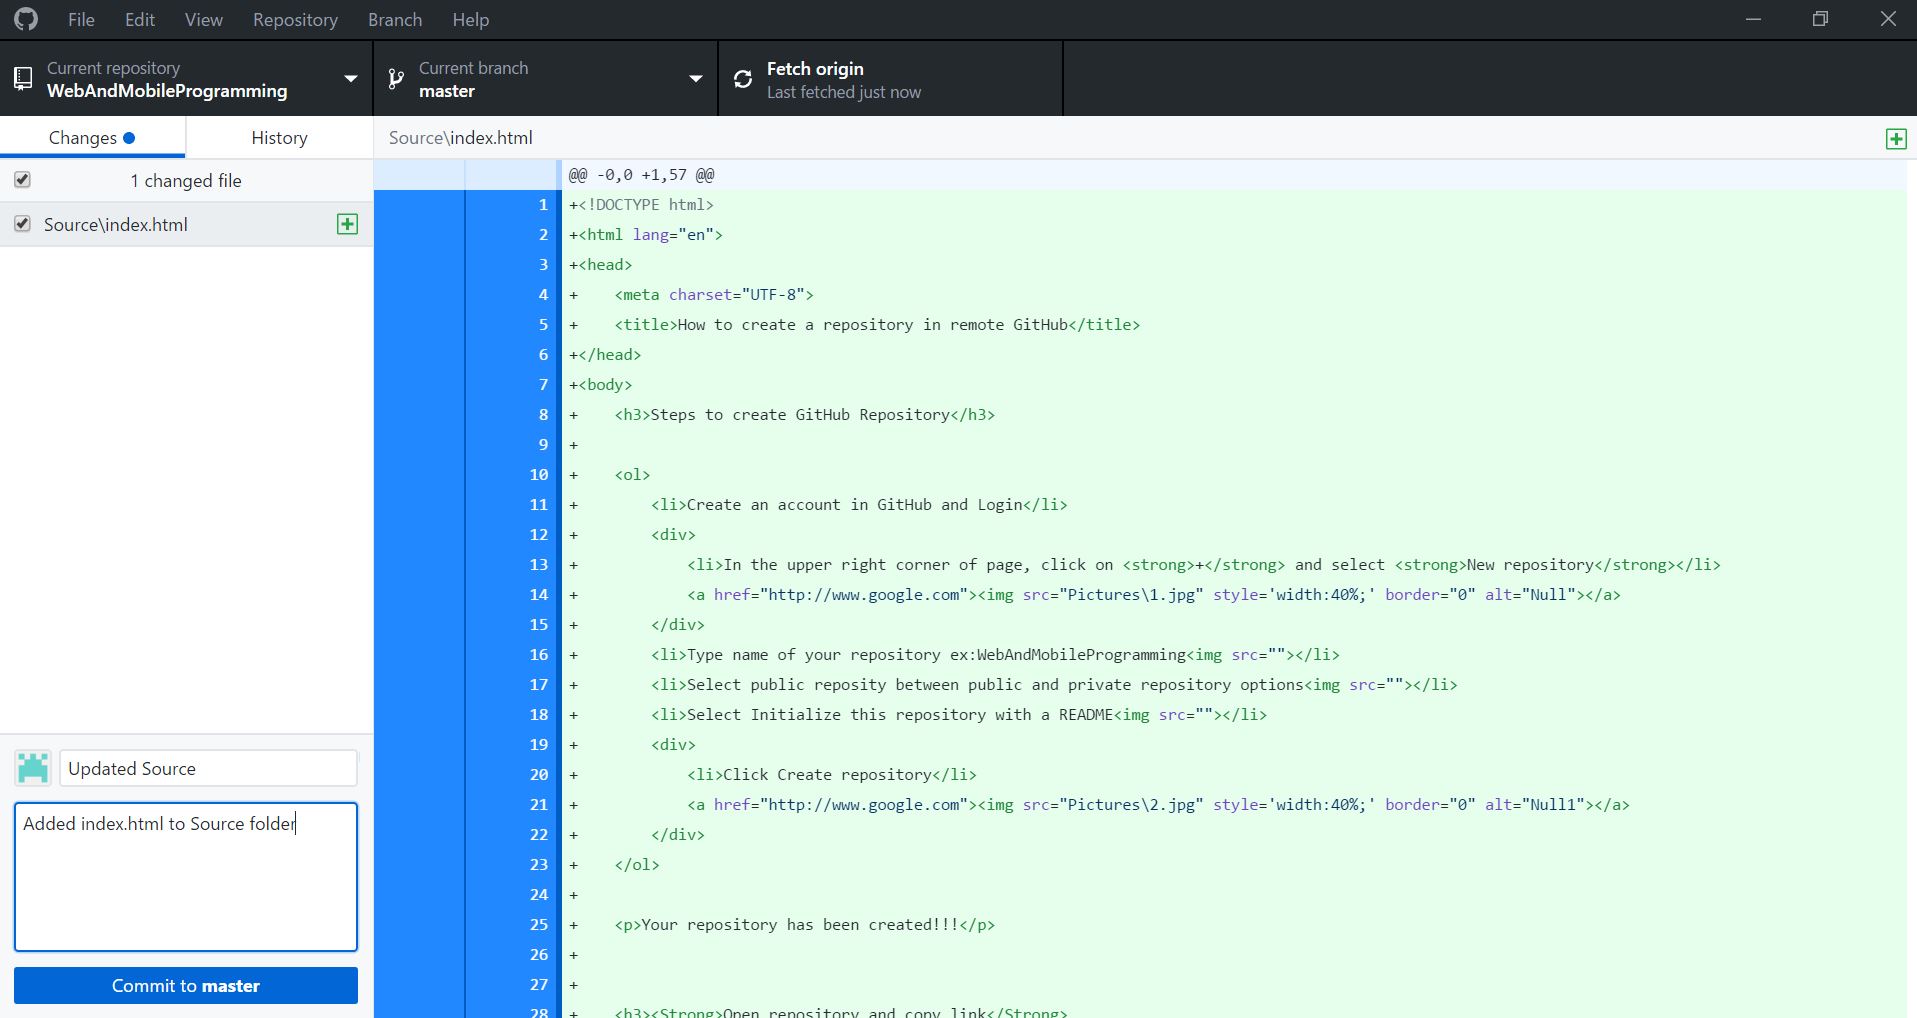 File Edit View Repository Branch Help
Current repository
WebAndMobileProgramming
Current branch
master
Fetch origin
Last fetched just now
Changes History
Source\index.html
1 changed file
Source\index.html
@@ -0,0 +1,57 @@
1 +<!DOCTYPE html>
2 +<html lang="en">
3 +<head>
4 +    <meta charset="UTF-8">
5 +    <title>How to create a repository in remote GitHub</title>
6 +</head>
7 +<body>
8 +    <h3>Steps to create GitHub Repository</h3>
9 +
10 +    <ol>
11 +        <li>Create an account in GitHub and Login</li>
12 +        <div>
13 +            <li>In the upper right corner of page, click on <strong>+</strong> and select <strong>New repository</strong></li>
14 +            <a href="http://www.google.com"><img src="Pictures\1.jpg" style='width:40%;' border="0" alt="Null"></a>
15 +        </div>
16 +        <li>Type name of your repository ex:WebAndMobileProgramming<img src=""></li>
17 +        <li>Select public reposity between public and private repository options<img src=""></li>
18 +        <li>Select Initialize this repository with a README<img src=""></li>
19 +        <div>
20 +            <li>Click Create repository</li>
21 +            <a href="http://www.google.com"><img src="Pictures\2.jpg" style='width:40%;' border="0" alt="Null1"></a>
22 +        </div>
23 +    </ol>
24 +
25 +    <p>Your repository has been created!!!</p>
26 +
27 +
28 +    <h3><Strong>Open repository and copy link</Strong>
Updated Source
Added index.html to Source folder
Commit to master